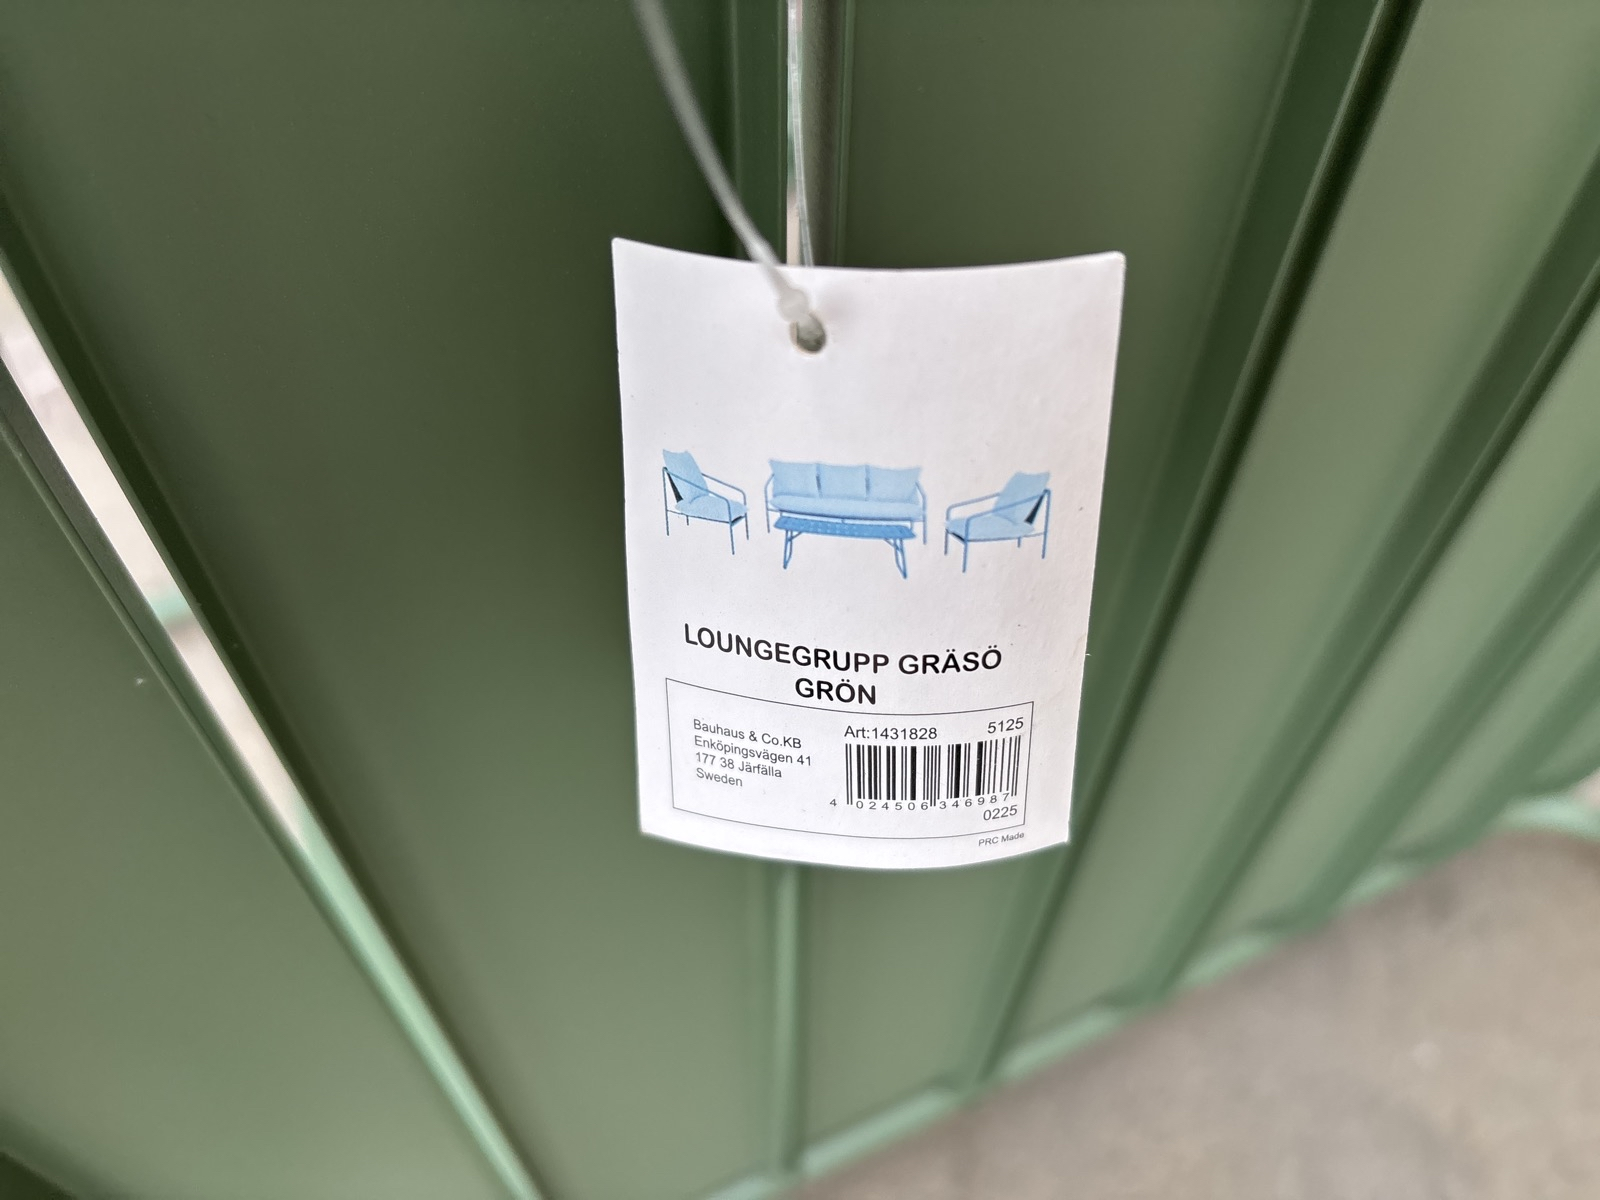 LOUNGEGRUPP GRÄSÖ
GRÖN
Bauhaus & Co.KB
Enköpingsvägen 41
177 38 Järfälla
Sweden
Art:1431828 5125
4 024506 346987
0225
PRC Made